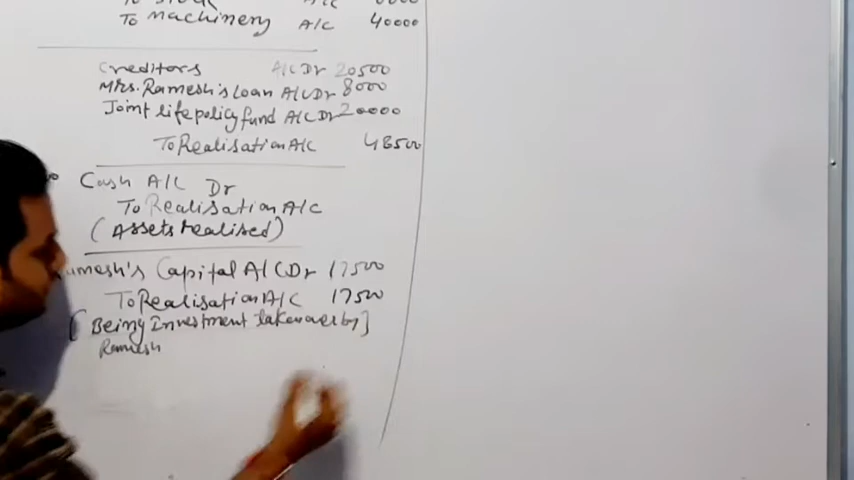 To Machinery A/C 40000
Creditors A/C Dr 20500
Mrs. Ramesh's loan A/C Dr 8000
Joint life policy fund A/C Dr 20000
To Realisation A/C 48500
Cash A/C Dr
To Realisation A/C
(Assets realised)
Ramesh's Capital A/C Dr 17500
To Realisation A/C 17500
[Being Investment taken over by]
Ramesh